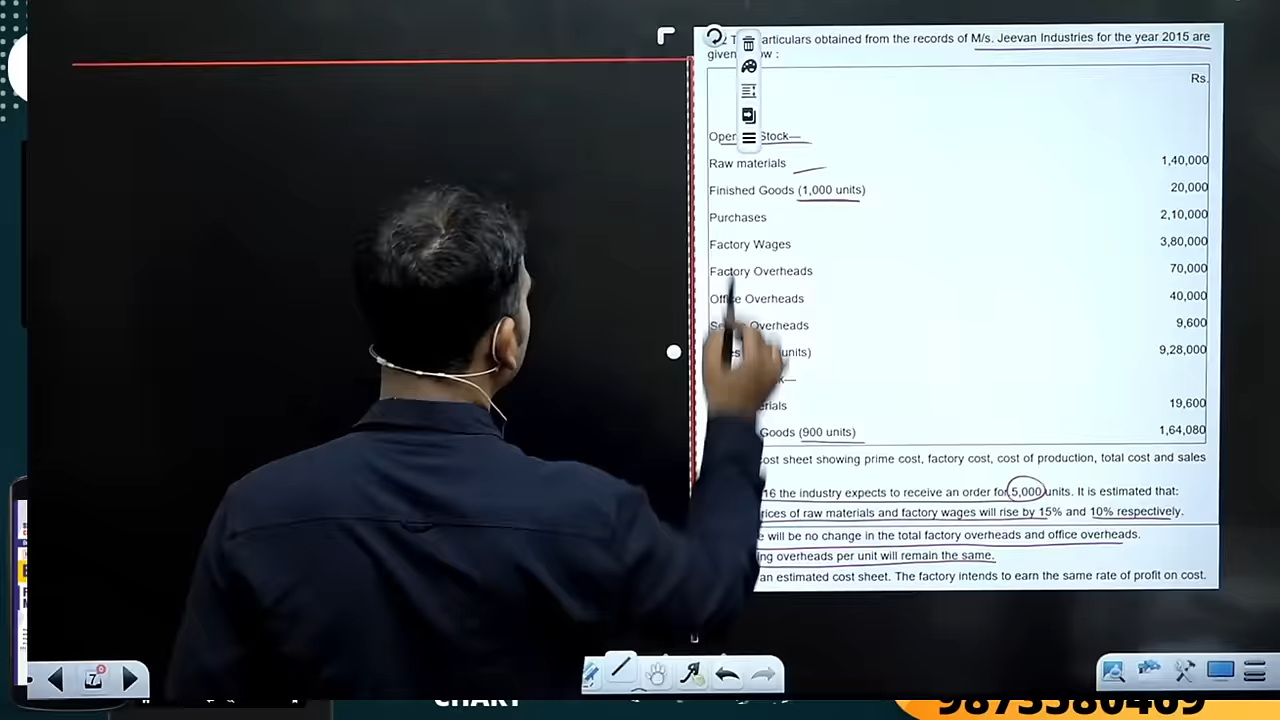 articulars obtained from the records of M/s. Jeevan Industries for the year 2015 are
given ow :
Rs.
Stock—
Raw materials 1,40,000
Finished Goods (1,000 units) 20,000
Purchases 2,10,000
Factory Wages 3,80,000
Factory Overheads 70,000
Office Overheads 40,000
Overheads 9,600
units) 9,28,000
erials 19,600
Goods (900 units) 1,64,080
cost sheet showing prime cost, factory cost, cost of production, total cost and sales
16 the industry expects to receive an order for 5,000 units. It is estimated that:
rices of raw materials and factory wages will rise by 15% and 10% respectively.
e will be no change in the total factory overheads and office overheads.
ing overheads per unit will remain the same.
an estimated cost sheet. The factory intends to earn the same rate of profit on cost.
7
CHART
9873580469